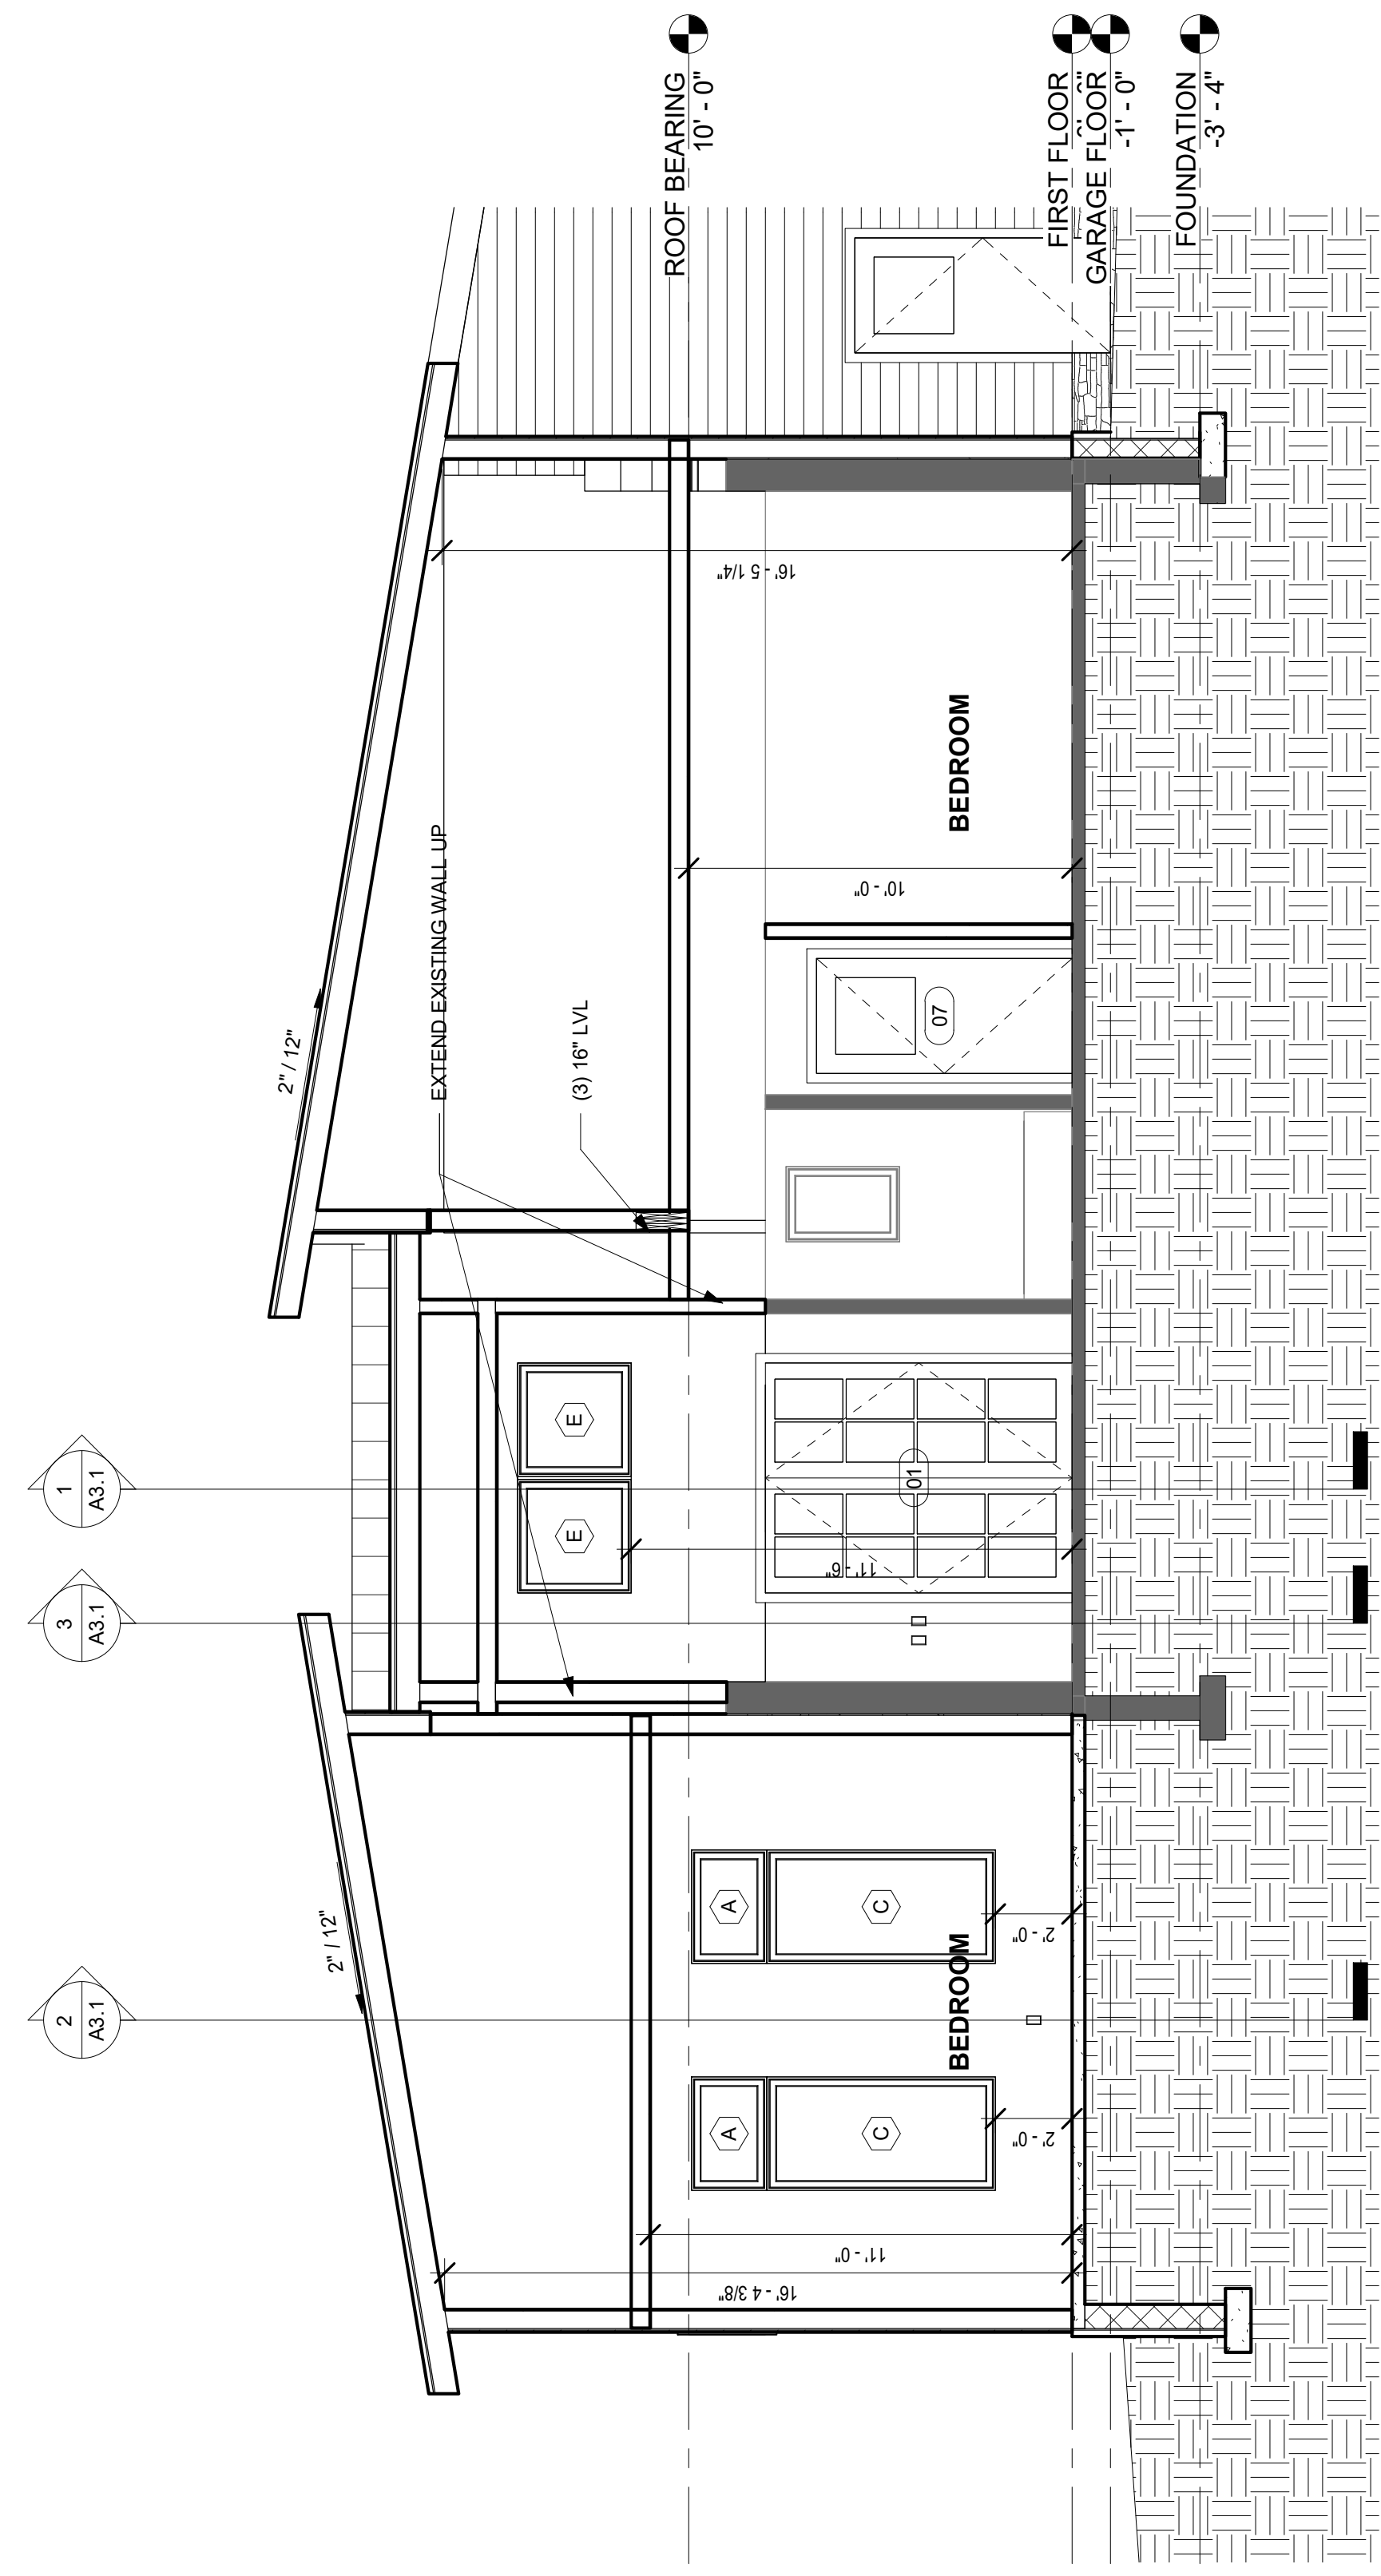 ROOF BEARING
10' - 0"
FIRST FLOOR
GARAGE FLOOR
-1' - 0"
FOUNDATION
-3' - 4"
2
A3.1
3
A3.1
1
A3.1
2" / 12"
2" / 12"
EXTEND EXISTING WALL UP
(3) 16" LVL
16' - 4 3/8"
11' - 0"
A
C
2' - 0"
A
C
2' - 0"
BEDROOM
E
E
11' - 6"
01
07
10' - 0"
BEDROOM
16' - 5 1/4"